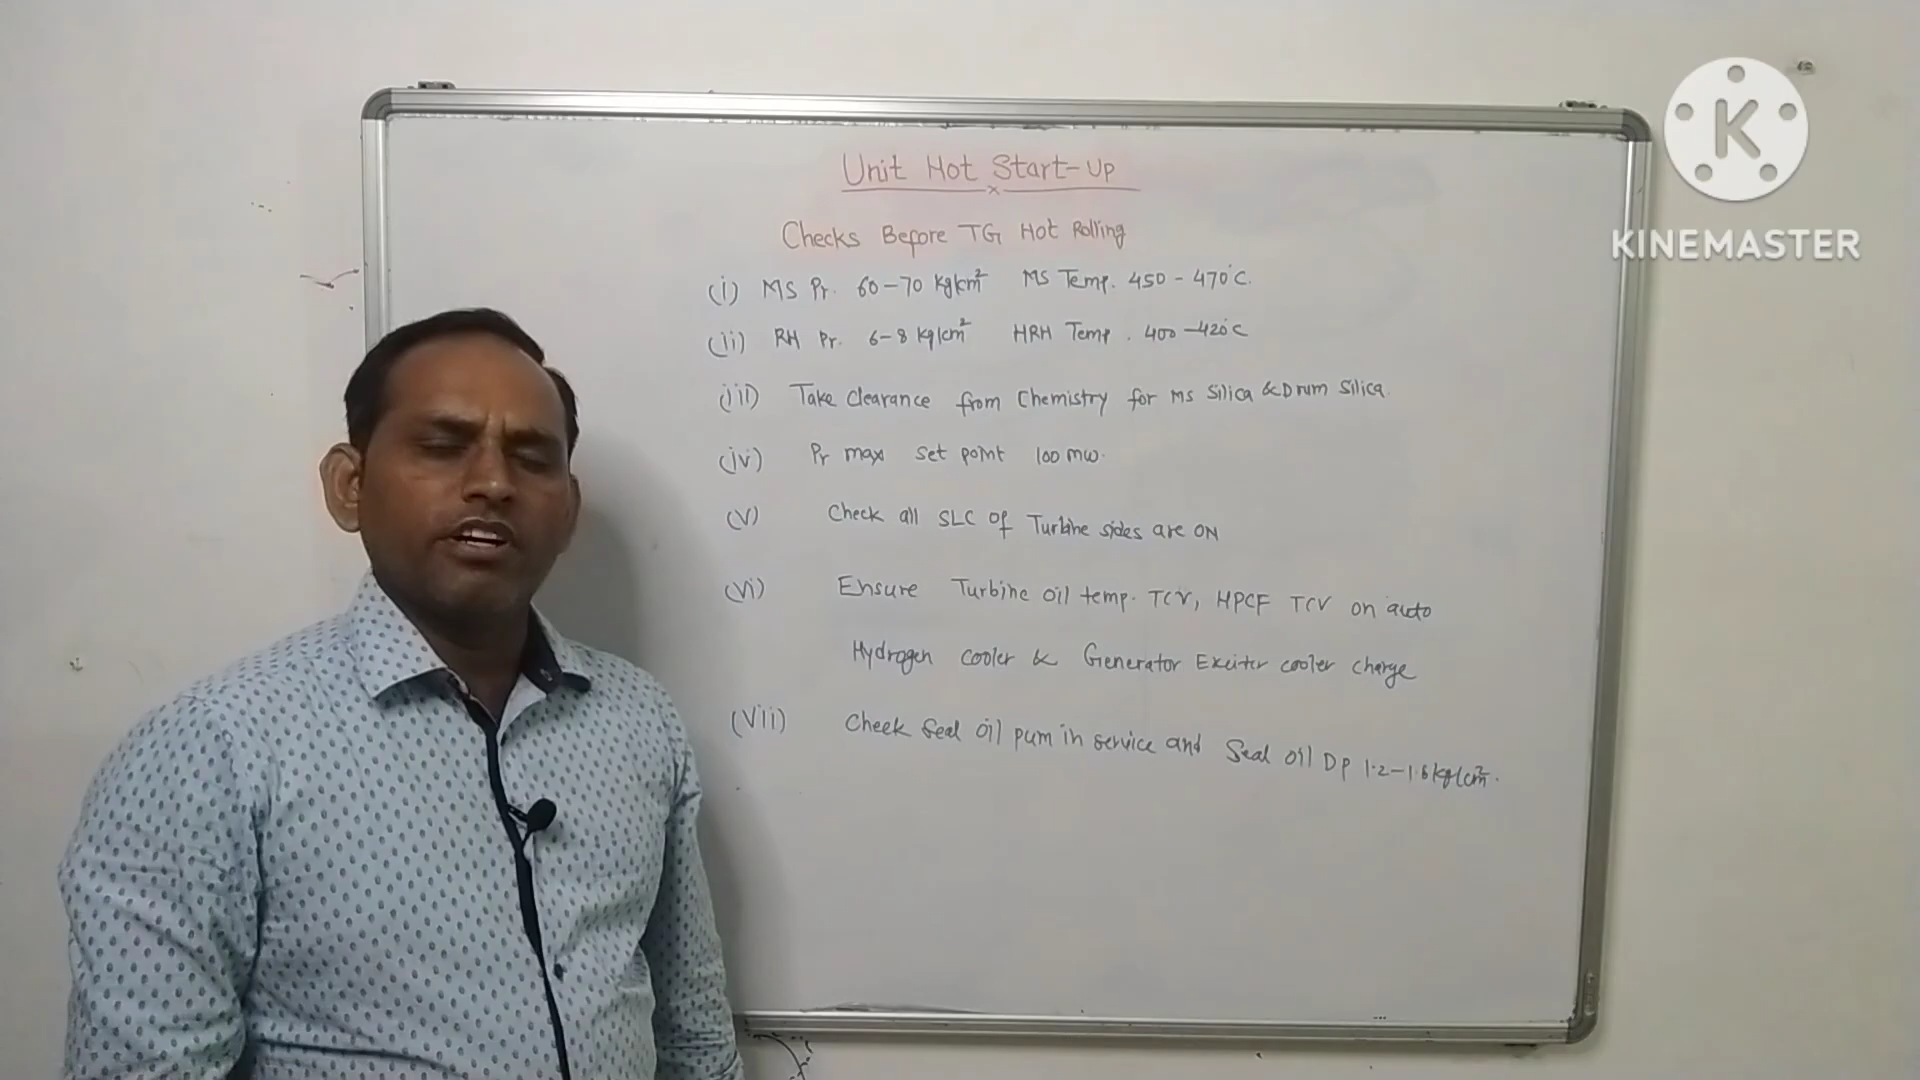 Unit Hot Start-Up
Checks Before TG Hot Rolling
(i) MS Pr. 60-70 kg/cm² MS Temp. 450-470°C.
(ii) RH Pr. 6-8 kg/cm² HRH Temp. 400-420°C
(iii) Take Clearance from Chemistry for MS Silica & Drum Silica.
(iv) Pr max set point 100 mw.
(v) Check all SLC of Turbine sides are ON
(vi) Ensure Turbine oil temp. TCV, HPCF TCV on auto
Hydrogen cooler & Generator Exciter cooler charge
(vii) Check Seal oil pum in service and Seal oil DP 1.2-1.6 kg/cm².
K
KINEMASTER